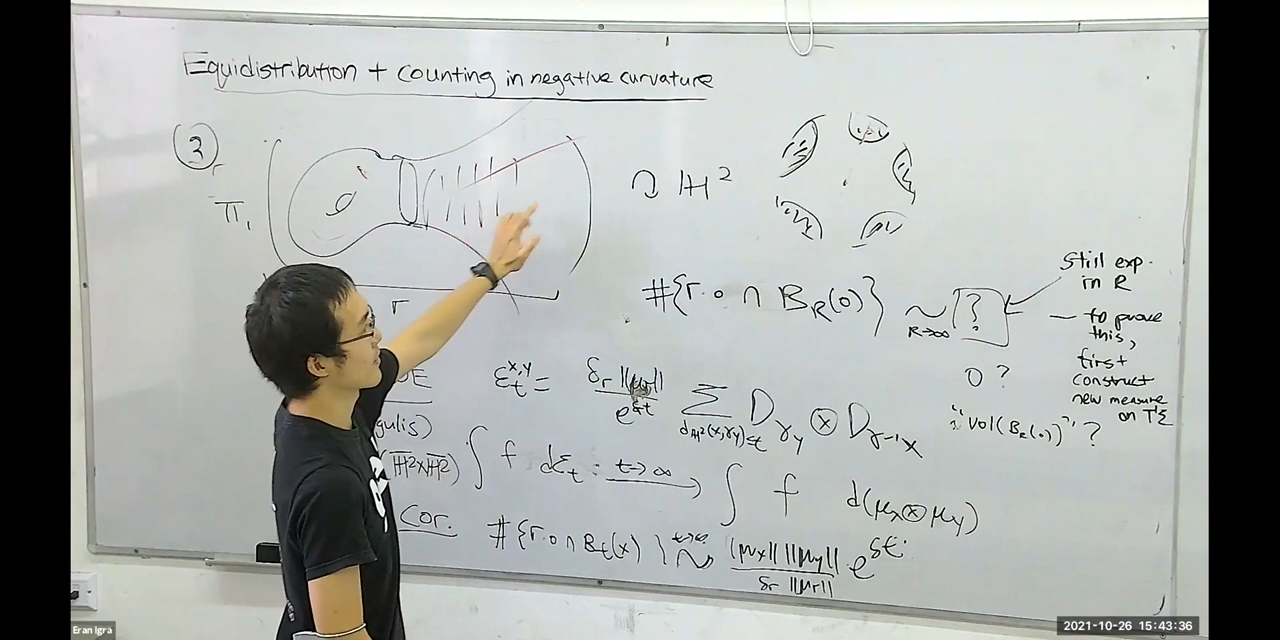 Equidistribution + counting in negative curvature
3
π₁
Γ
↷ H²
#{Γ·o ∩ B_R(o)} ~ R→∞ ?
Still exp.
in R
— to prove
this,
first
construct
new measure
on T¹Σ
0 ?
"vol(B_R(o))" ?
ε_t^{x,y} = δ_Γ ||μ_Γ|| / e^{δt} Σ_{d_{H²}(x,γy)≤t} D_{γy} ⊗ D_{γ⁻¹x}
gulis)
(H²×H²) ∫ f dε_t t→∞ ∫ f d(μ_x ⊗ μ_y)
Cor. #{Γ·o ∩ B_t(x)} ~ t→∞ ||μ_x|| ||μ_y|| / δ_Γ ||μ_Γ|| e^{δt}
Eran Igra
2021-10-26 15:43:36